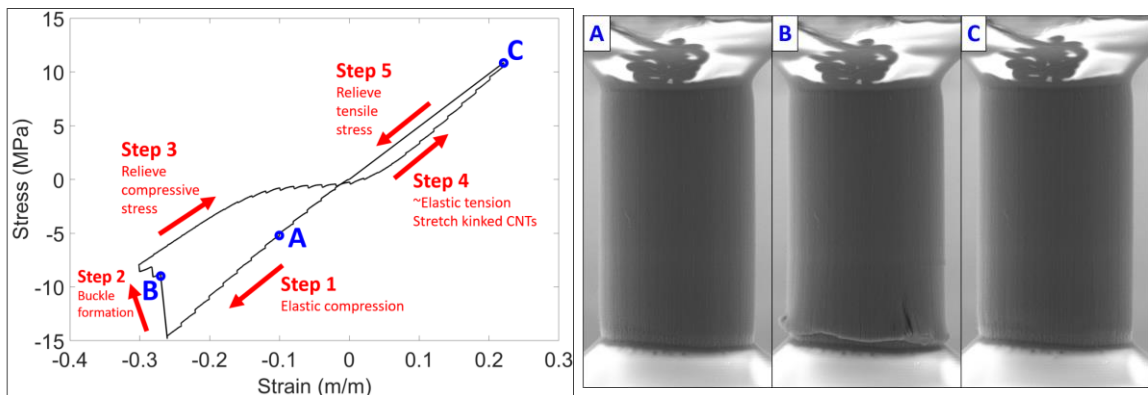 15
10
5
0
-5
-10
-15
-0.4
-0.3
-0.2
-0.1
0
0.1
0.2
0.3
Stress (MPa)
Strain (m/m)
C
Step 5
Relieve
tensile
stress
Step 3
Relieve
compressive
stress
Step 4
~Elastic tension
Stretch kinked CNTs
A
Step 1
Elastic compression
Step 2
Buckle
formation
B
A
B
C